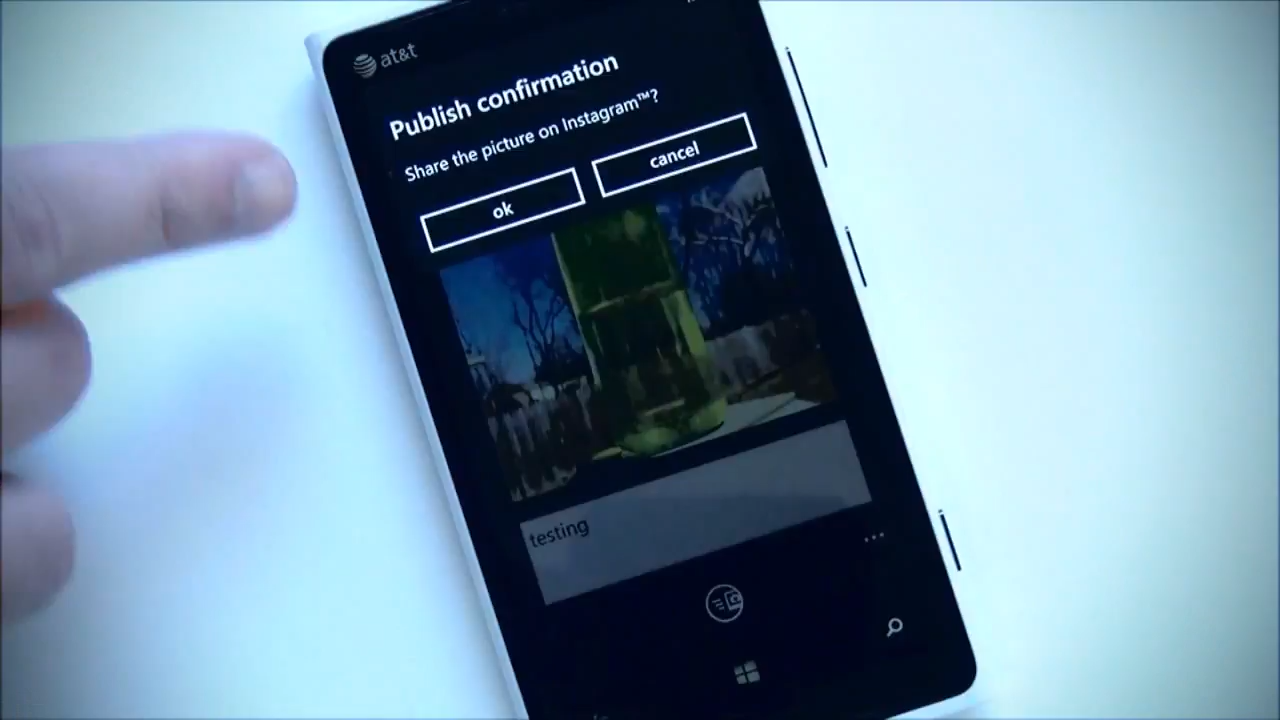 at&t
Publish confirmation
Share the picture on Instagram™?
ok
cancel
testing